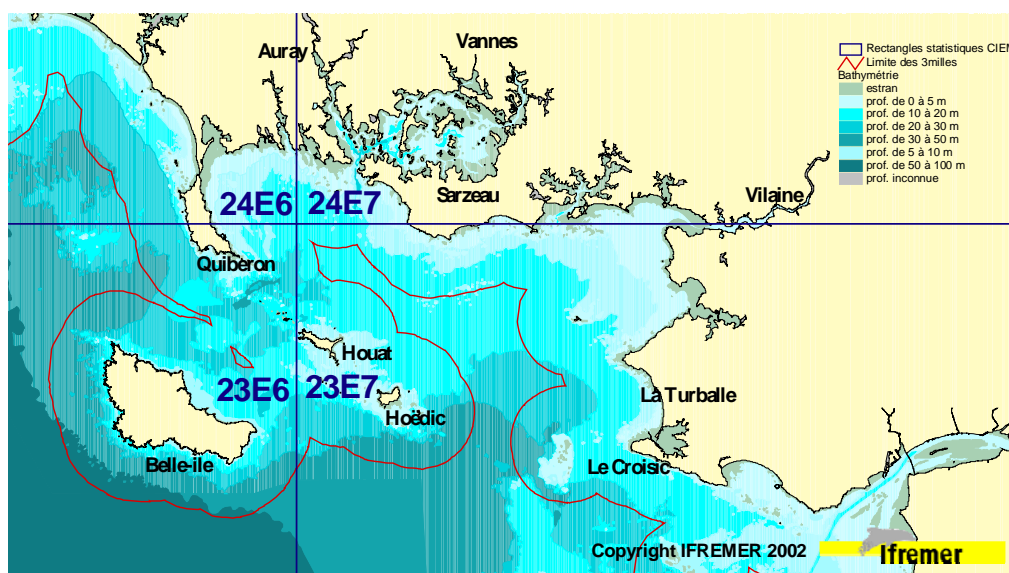 Vannes
Auray
Rectangles statistiques CIEM
Limite des 3milles
Bathymétrie
estran
prof. de 0 à 5 m
prof. de 10 à 20 m
prof. de 20 à 30 m
prof. de 30 à 50 m
prof. de 5 à 10 m
prof. de 50 à 100 m
prof. inconnue
Sarzeau
Vilaine
24E6 24E7
Quiberon
Houat
23E6 23E7
La Turballe
Hoëdic
Belle-ile
Le Croisic
Copyright IFREMER 2002
Ifremer